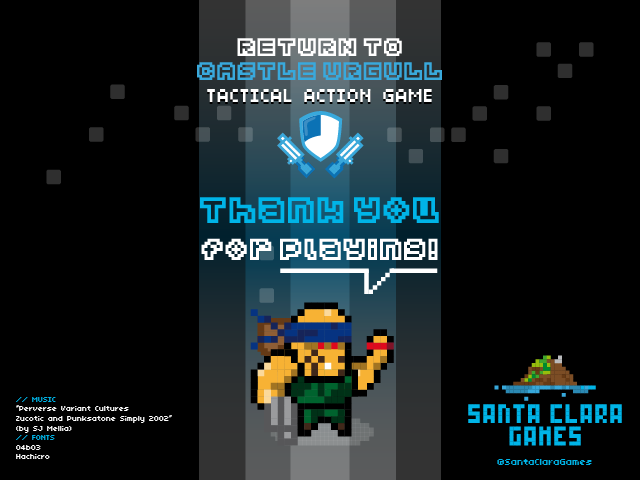 RETURN TO
CASTLE URGULL
TACTICAL ACTION GAME
Thank you
for playing!
// MUSIC
"Perverse Variant Cultures
Zucotic and Punksatone Simply 2002"
(by SJ Mellia)
// FONTS
04b03
Hachicro
SANTA CLARA
GAMES
@SantaClaraGames